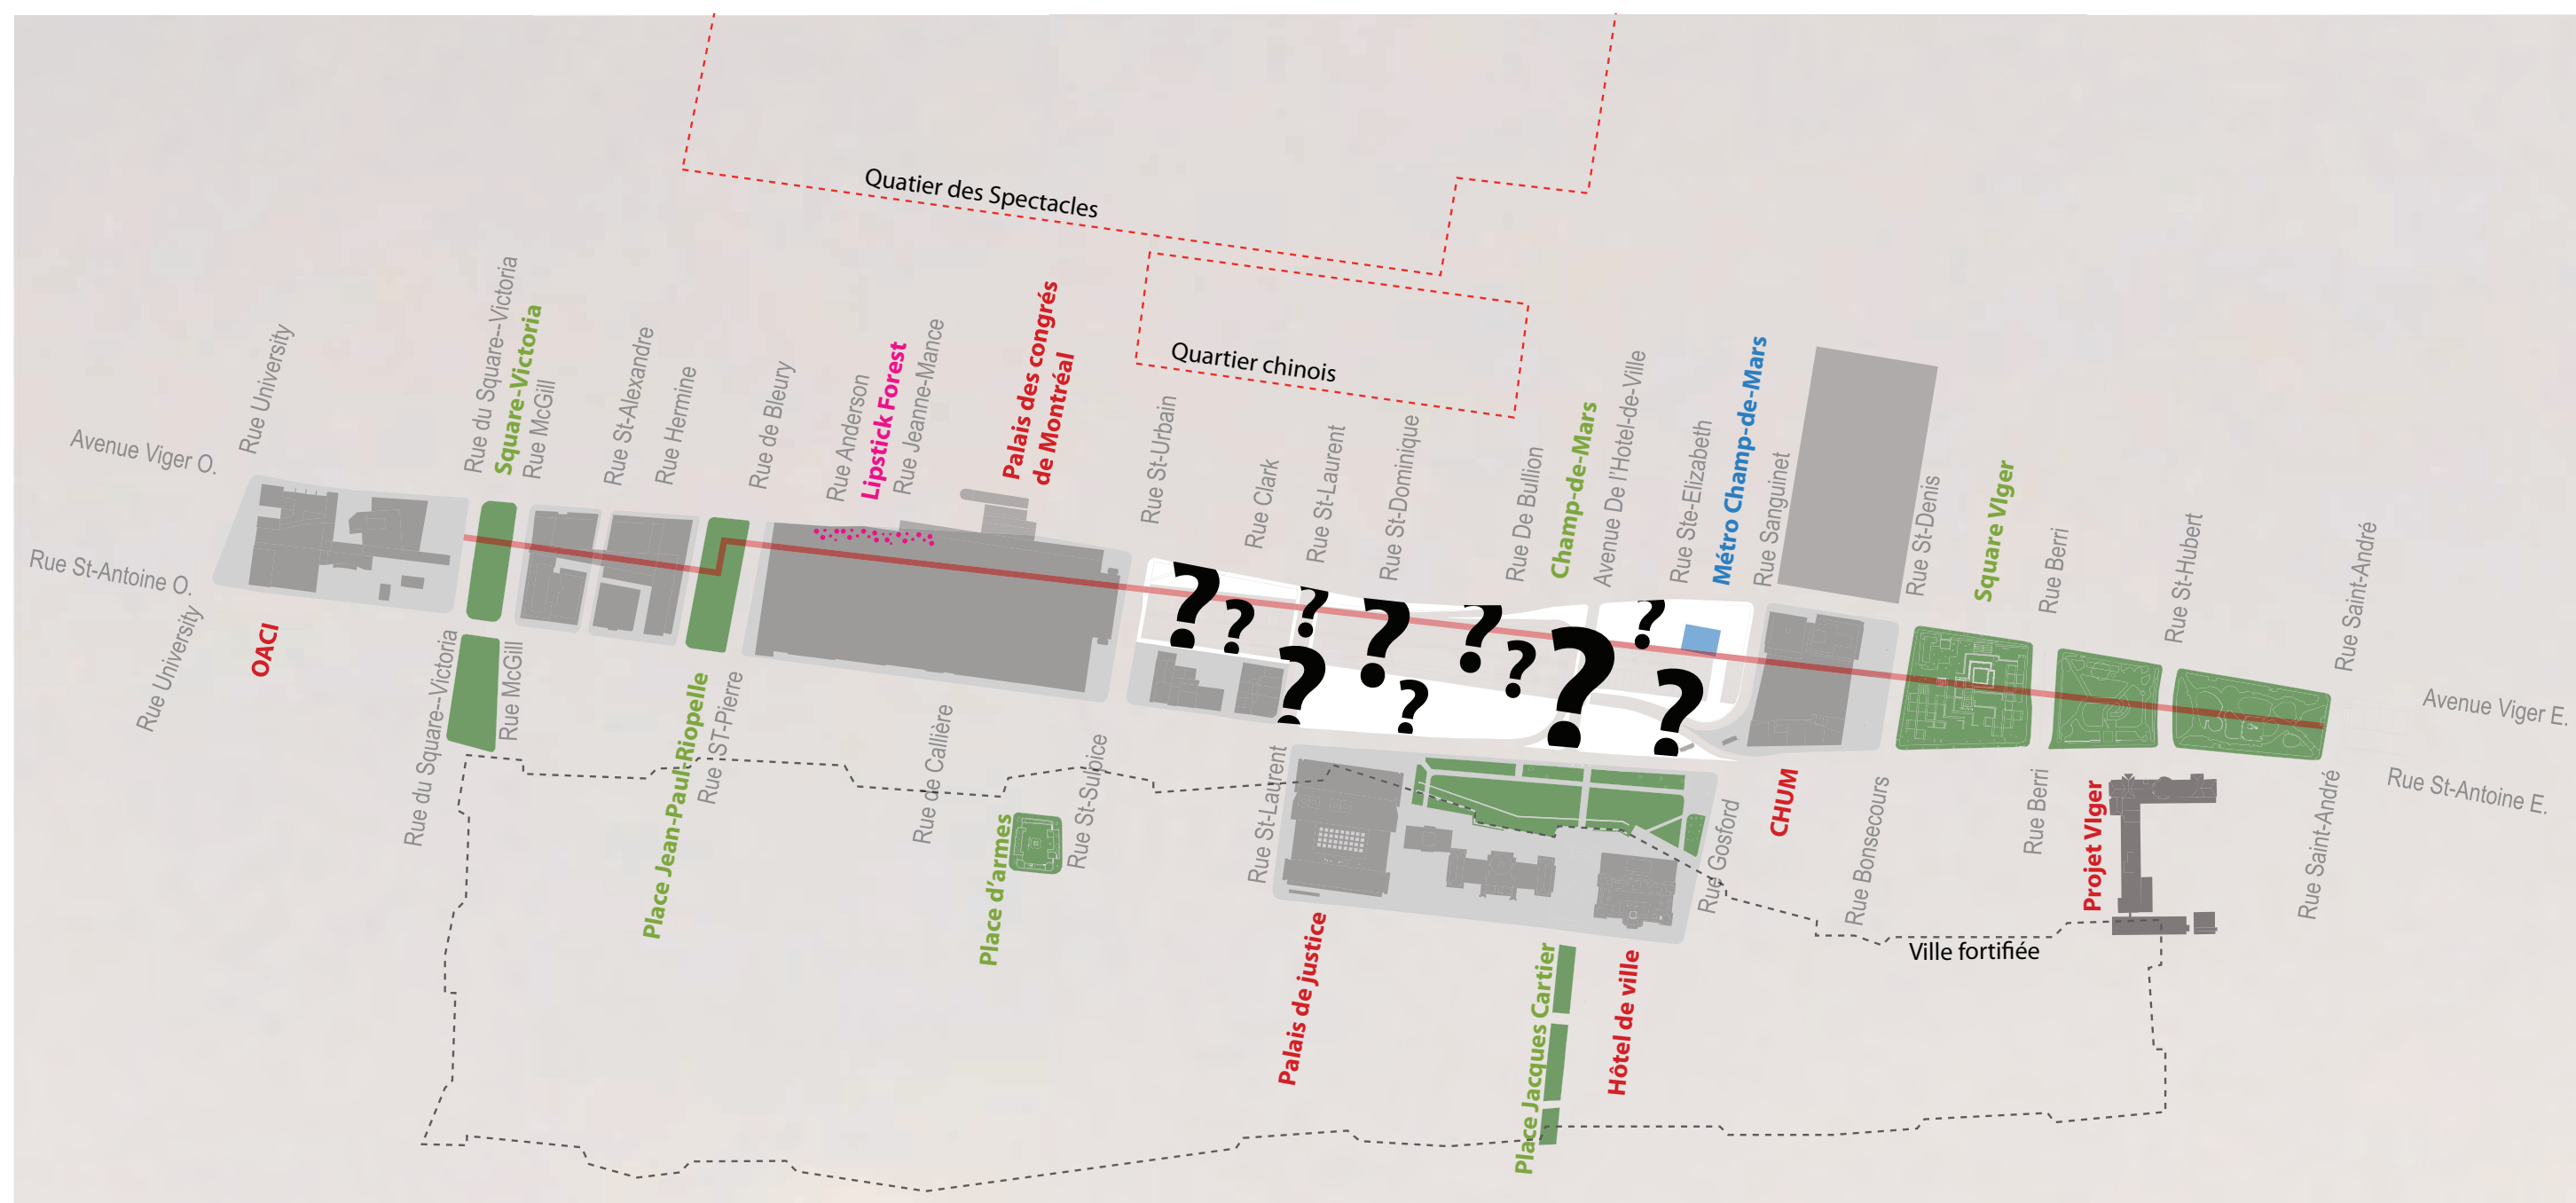 Quatier des Spectacles
Quartier chinois
Avenue Viger O.
Rue St-Antoine O.
Rue University
Rue University
OACI
Rue du Square--Victoria
Square-Victoria
Rue McGill
Rue St-Alexandre
Rue Hermine
Rue de Bleury
Rue Anderson
Lipstick Forest
Rue Jeanne-Mance
Palais des congrés
de Montréal
Rue St-Urbain
Rue Clark
Rue St-Laurent
Rue St-Dominique
Rue De Bullion
Champ-de-Mars
Avenue De l'Hotel-de-Ville
Rue Ste-Elizabeth
Métro Champ-de-Mars
Rue Sanguinet
Rue St-Denis
Square VIger
Rue Berri
Rue St-Hubert
Rue Saint-André
Avenue Viger E.
Rue St-Antoine E.
? ? ? ? ? ? ? ? ? ? ?
Rue du Square--Victoria
Rue McGill
Place Jean-Paul-Riopelle
Rue ST-Pierre
Rue de Callière
Place d'armes
Rue St-Sulpice
Rue St-Laurent
Palais de justice
Place Jacques Cartier
Hôtel de ville
Rue Gosford
CHUM
Rue Bonsecours
Ville fortifiée
Rue Berri
Projet VIger
Rue Saint-André